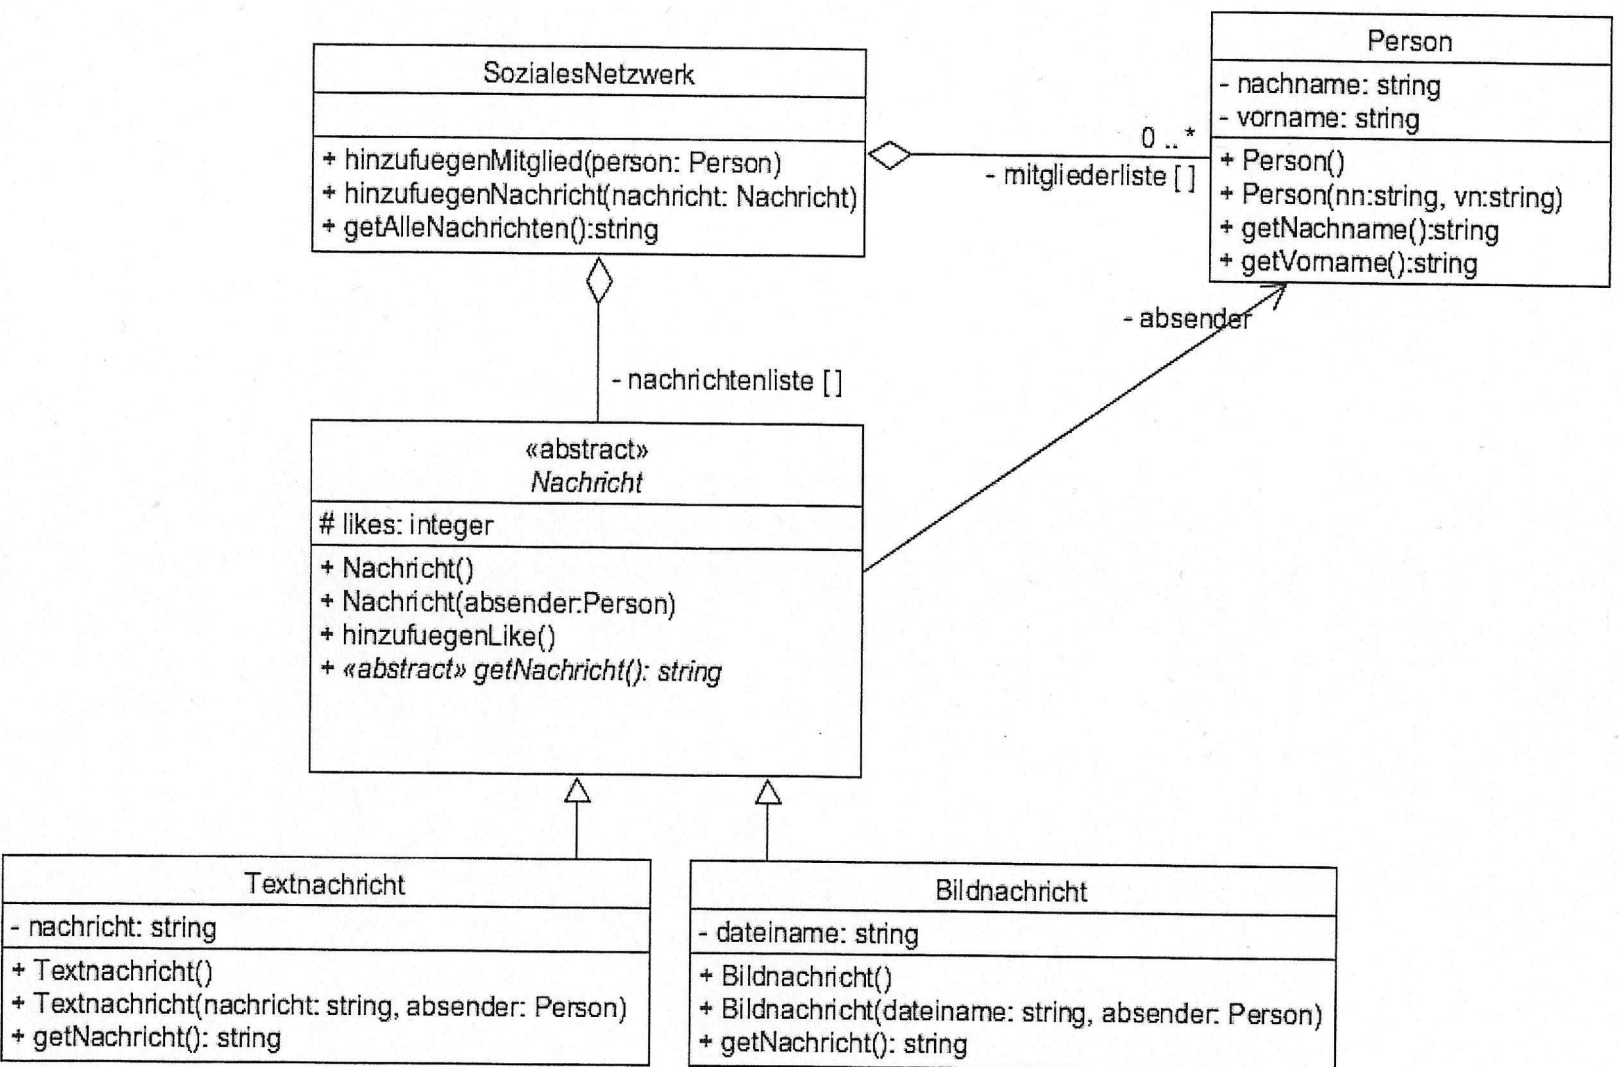 SozialesNetzwerk
+ hinzufuegenMitglied(person: Person)
+ hinzufuegenNachricht(nachricht: Nachricht)
+ getAlleNachrichten():string
0 .. *
- mitgliederliste [ ]
Person
- nachname: string
- vorname: string
+ Person()
+ Person(nn:string, vn:string)
+ getNachname():string
+ getVorname():string
- absender
- nachrichtenliste [ ]
«abstract»
Nachricht
# likes: integer
+ Nachricht()
+ Nachricht(absender:Person)
+ hinzufuegenLike()
+ «abstract» getNachricht(): string
Textnachricht
- nachricht: string
+ Textnachricht()
+ Textnachricht(nachricht: string, absender: Person)
+ getNachricht(): string
Bildnachricht
- dateiname: string
+ Bildnachricht()
+ Bildnachricht(dateiname: string, absender: Person)
+ getNachricht(): string